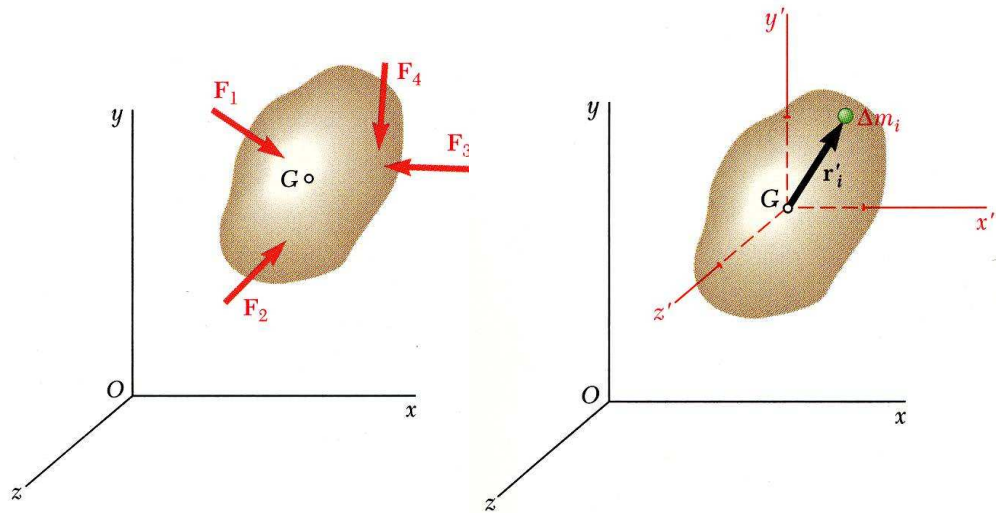 y
F₁
F₄
F₃
G
F₂
O
x
z
y′
y
Δmᵢ
r′ᵢ
G
x′
z′
O
x
z